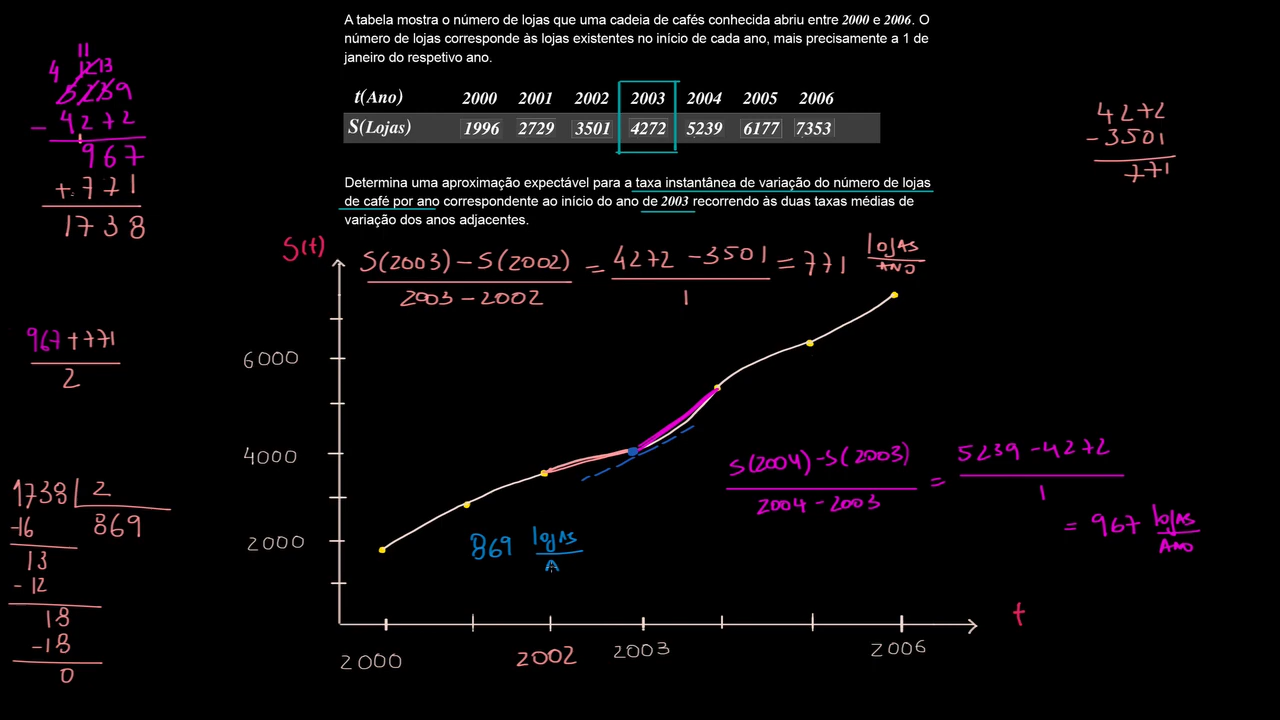 A tabela mostra o número de lojas que uma cadeia de cafés conhecida abriu entre 2000 e 2006. O
número de lojas corresponde às lojas existentes no início de cada ano, mais precisamente a 1 de
janeiro do respetivo ano.
t(Ano) 2000 2001 2002 2003 2004 2005 2006
S(Lojas) 1996 2729 3501 4272 5239 6177 7353
Determina uma aproximação expectável para a taxa instantânea de variação do número de lojas
de café por ano correspondente ao início do ano de 2003 recorrendo às duas taxas médias de
variação dos anos adjacentes.
11
4 12 13
5239
- 4272
967
+ 771
1738
4272
- 3501
771
S(t)
S(2003) - S(2002) = 4272 - 3501 = 771 lojas
2003 - 2002 1 ANO
967 + 771
2
6000
4000
2000
S(2004) - S(2003) = 5239 - 4272
2004 - 2003 1
= 967 lojas
ANO
1738 2
-16 869
13
- 12
18
- 18
0
869 lojas
A
t
2000 2002 2003 2006